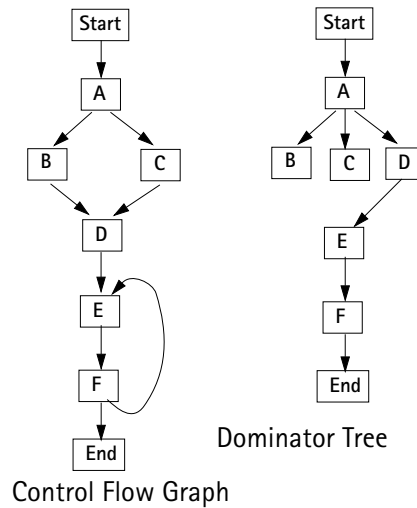 Start
A
B
C
D
E
F
End
Control Flow Graph
Start
A
B
C
D
E
F
End
Dominator Tree